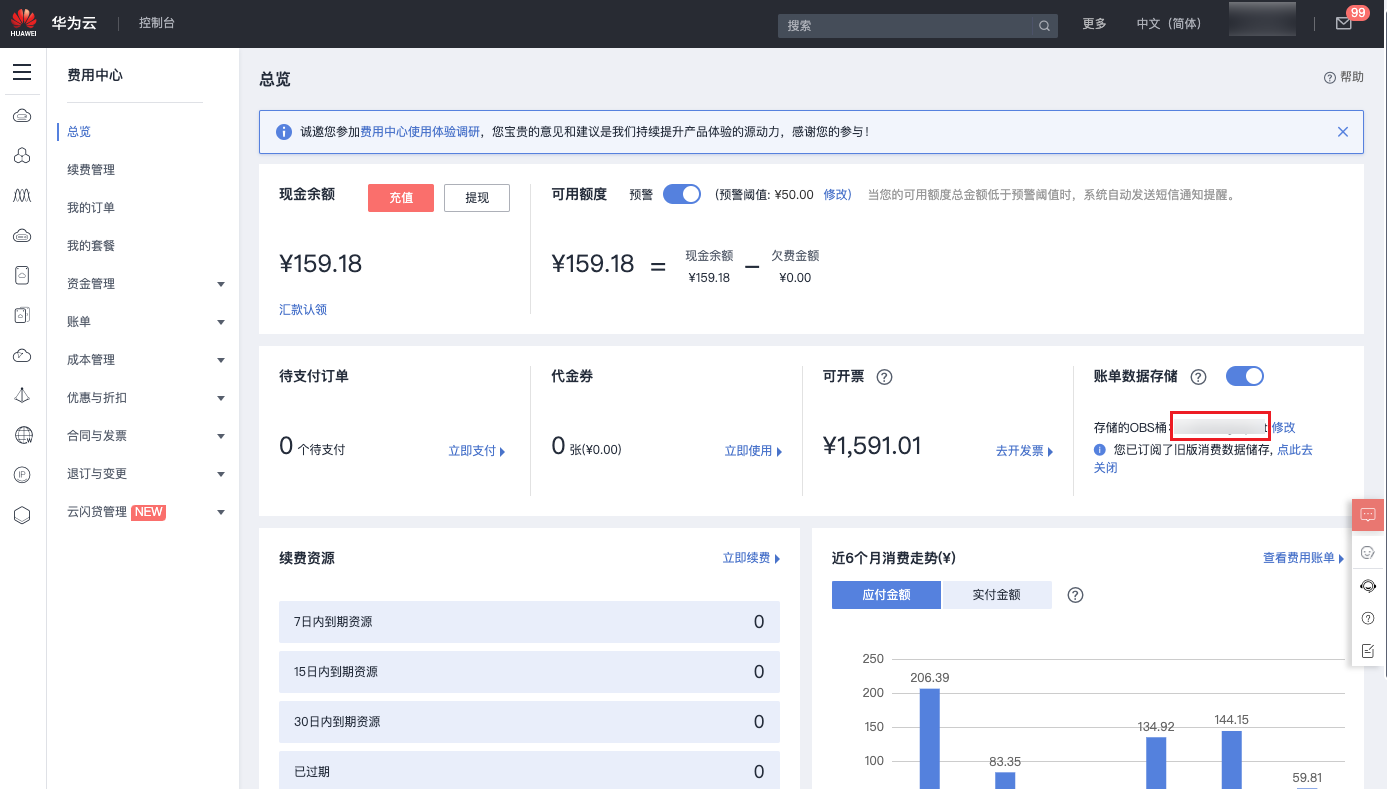 HUAWEI
华为云
控制台
搜索
更多
中文（简体）
99
费用中心
总览
续费管理
我的订单
我的套餐
资金管理
账单
成本管理
优惠与折扣
合同与发票
退订与变更
云闪贷管理 NEW
总览
帮助
诚邀您参加费用中心使用体验调研，您宝贵的意见和建议是我们持续提升产品体验的源动力，感谢您的参与！
现金余额
充值
提现
¥159.18
汇款认领
可用额度
预警
(预警阈值: ¥50.00 修改)
当您的可用额度总金额低于预警阈值时，系统自动发送短信通知提醒。
¥159.18 =
现金余额
¥159.18
–
欠费金额
¥0.00
待支付订单
0 个待支付
立即支付
代金券
0 张(¥0.00)
立即使用
可开票
¥1,591.01
去开发票
账单数据存储
存储的OBS桶:
修改
您已订阅了旧版消费数据储存, 点此去
关闭
续费资源
立即续费
7日内到期资源 0
15日内到期资源 0
30日内到期资源 0
已过期 0
近6个月消费走势(¥)
查看费用账单
应付金额
实付金额
250
200
150
100
206.39
83.35
134.92
144.15
59.81